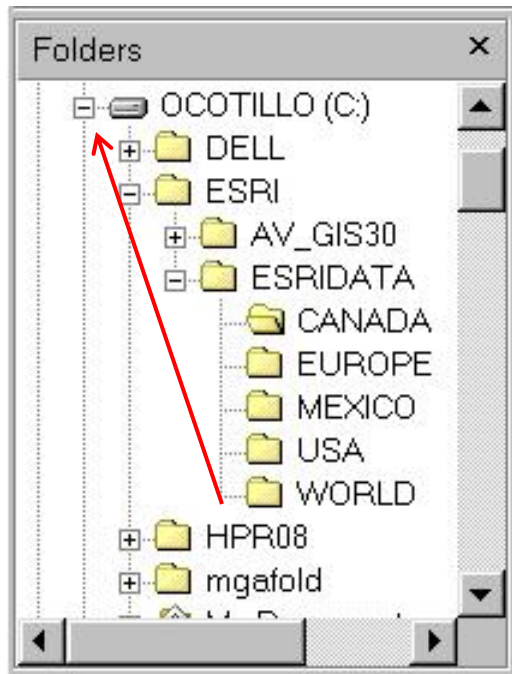 Folders
OCOTILLO (C:)
DELL
ESRI
AV_GIS30
ESRIDATA
CANADA
EUROPE
MEXICO
USA
WORLD
HPR08
mgafold